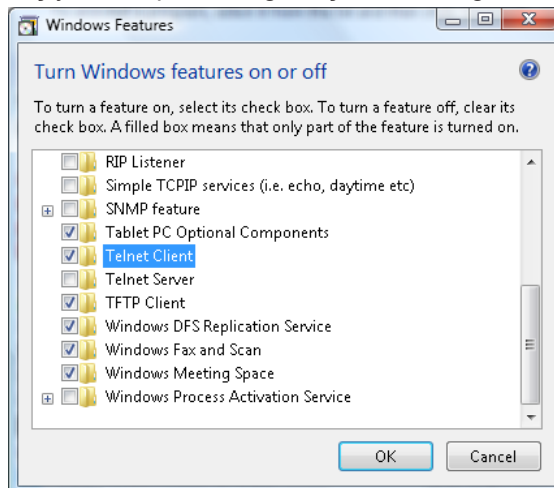 Windows Features
Turn Windows features on or off
To turn a feature on, select its check box. To turn a feature off, clear its
check box. A filled box means that only part of the feature is turned on.
RIP Listener
Simple TCPIP services (i.e. echo, daytime etc)
SNMP feature
Tablet PC Optional Components
Telnet Client
Telnet Server
TFTP Client
Windows DFS Replication Service
Windows Fax and Scan
Windows Meeting Space
Windows Process Activation Service
OK Cancel